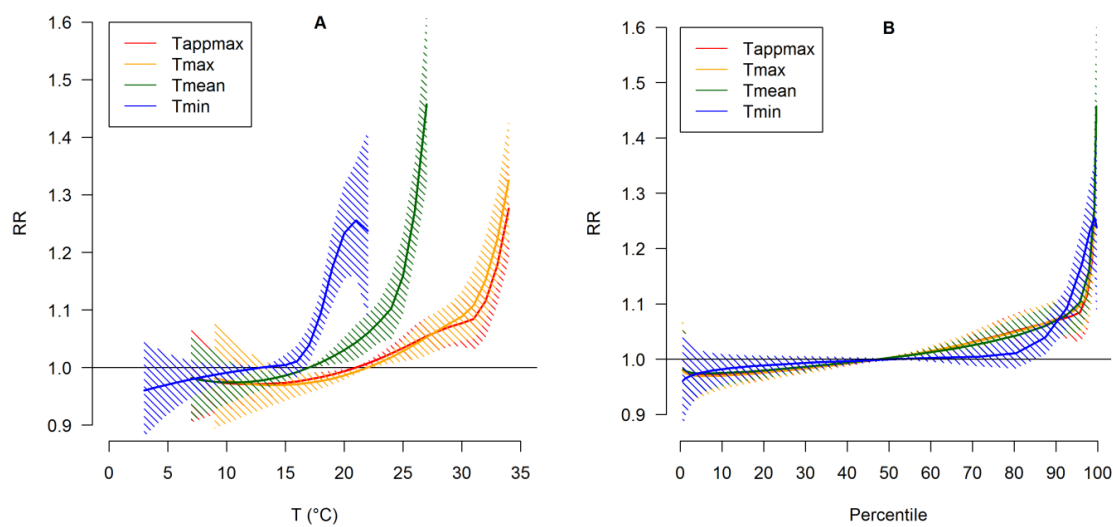 A
Tappmax
Tmax
Tmean
Tmin
RR
1.6
1.5
1.4
1.3
1.2
1.1
1.0
0.9
0 5 10 15 20 25 30 35
T (°C)
B
Tappmax
Tmax
Tmean
Tmin
RR
1.6
1.5
1.4
1.3
1.2
1.1
1.0
0.9
0 10 20 30 40 50 60 70 80 90 100
Percentile